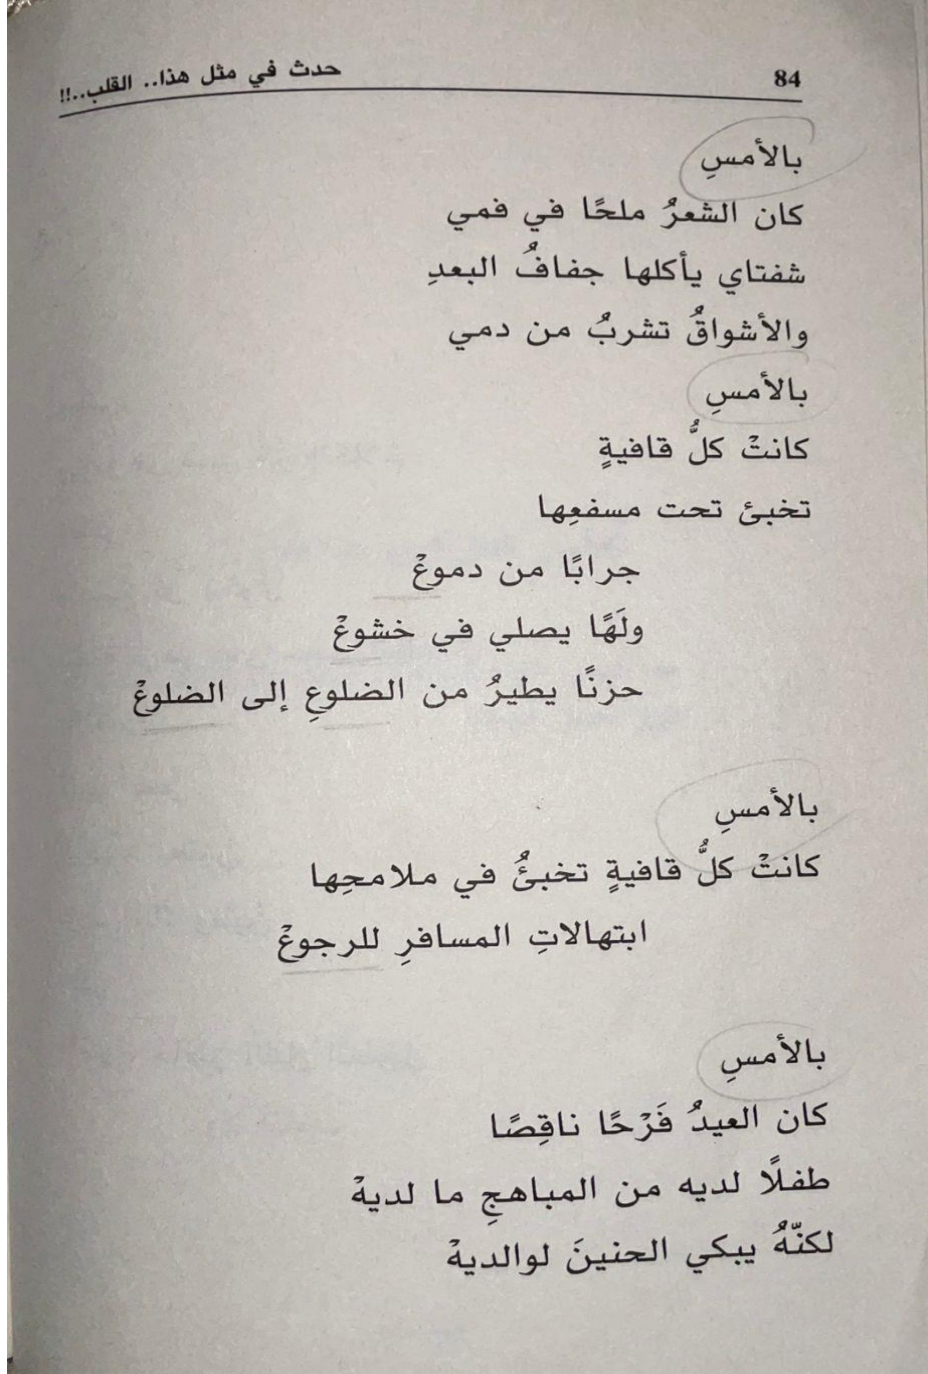 84
حدث في مثل هذا.. القلب..!!
بالأمسِ
كان الشعرُ ملحًا في فمي
شفتاي يأكلها جفافُ البعدِ
والأشواقُ تشربُ من دمي
بالأمسِ
كانتْ كلُّ قافيةٍ
تخبئ تحت مسفعِها
جرابًا من دموعْ
ولَهًا يصلي في خشوعْ
حزنًا يطيرُ من الضلوعِ إلى الضلوعْ
بالأمسِ
كانتْ كلُّ قافيةٍ تخبئُ في ملامحِها
ابتهالاتِ المسافرِ للرجوعْ
بالأمسِ
كان العيدُ فَرْحًا ناقِصًا
طفلًا لديه من المباهجِ ما لديهْ
لكنّهُ يبكي الحنينَ لوالديهْ